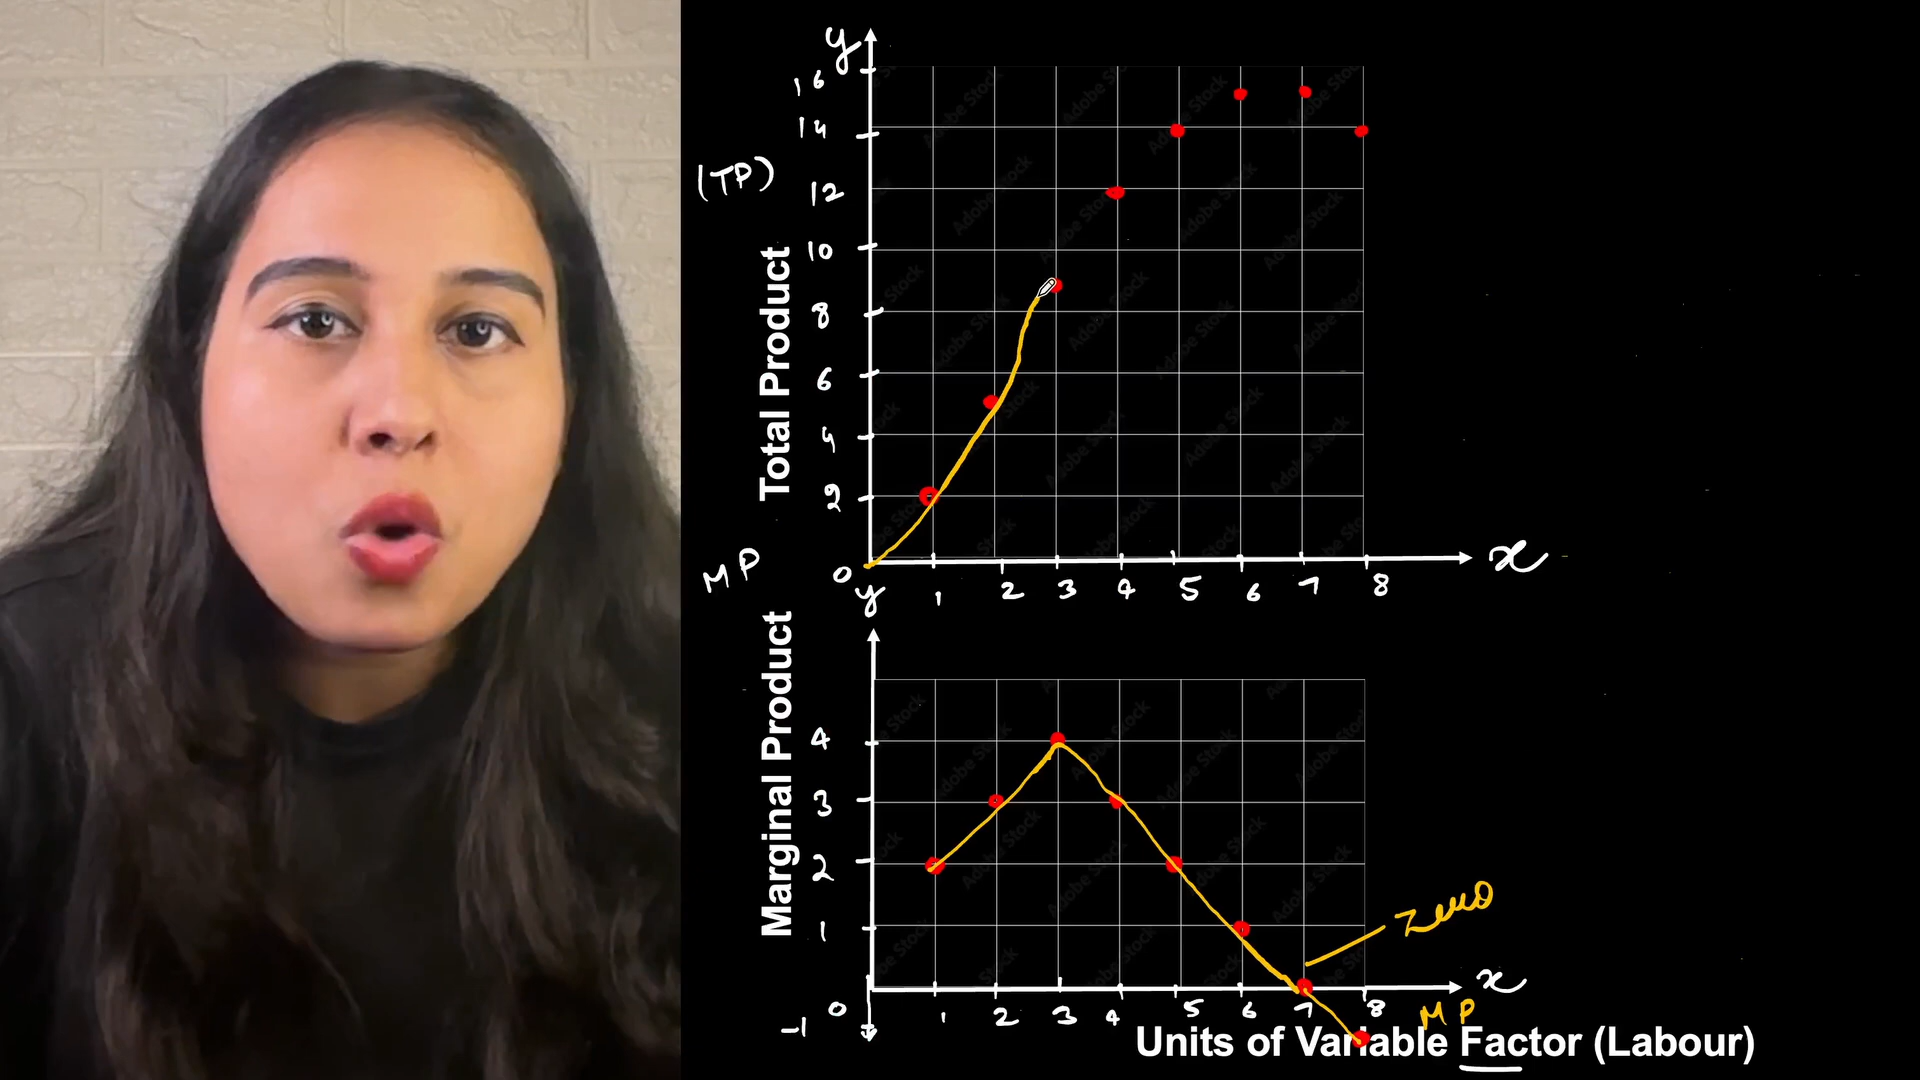 y
16
14
(TP)
12
10
8
6
4
2
0
Total Product
x
1 2 3 4 5 6 7 8
MP
y
4
3
2
1
0
-1
Marginal Product
Zero
x
1 2 3 4 5 6 7 8
MP
Units of Variable Factor (Labour)
Adobe Stock